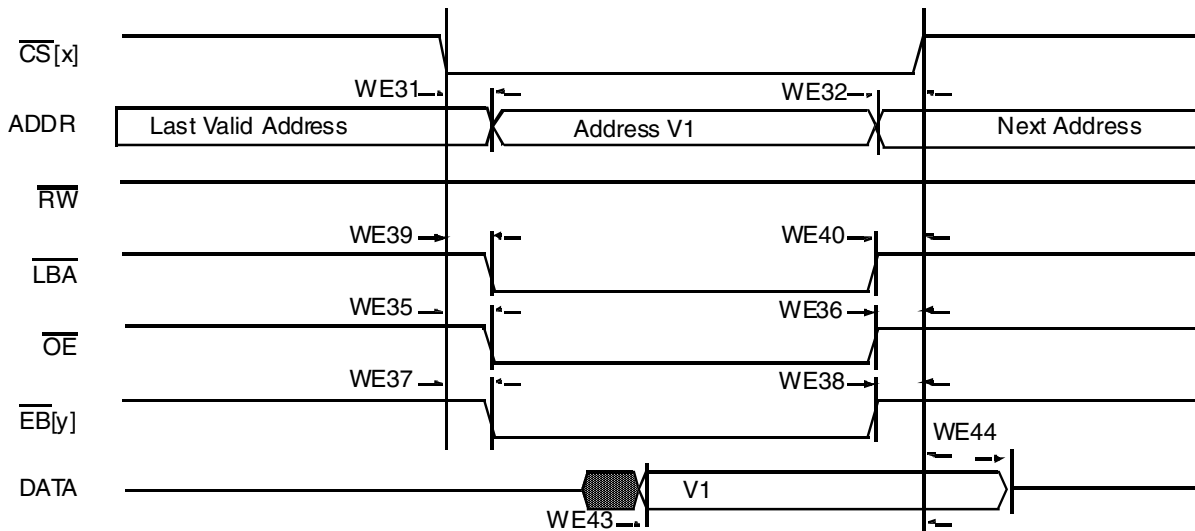 CS[x]
WE31 WE32
ADDR Last Valid Address Address V1 Next Address
RW
WE39 WE40
LBA
WE35 WE36
OE
WE37 WE38
EB[y]
WE44
DATA V1
WE43